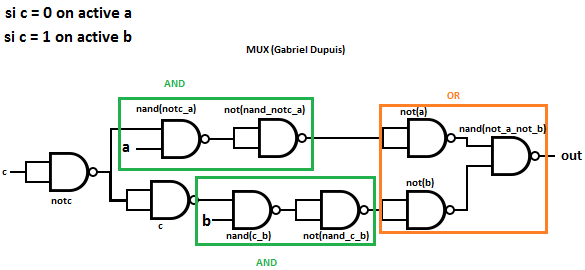 si c = 0 on active a
si c = 1 on active b
MUX (Gabriel Dupuis)
AND
OR
nand(notc_a)
not(nand_notc_a)
not(a)
nand(not_a_not_b)
a
out
c
not(b)
notc
b
c
nand(c_b)
not(nand_c_b)
AND